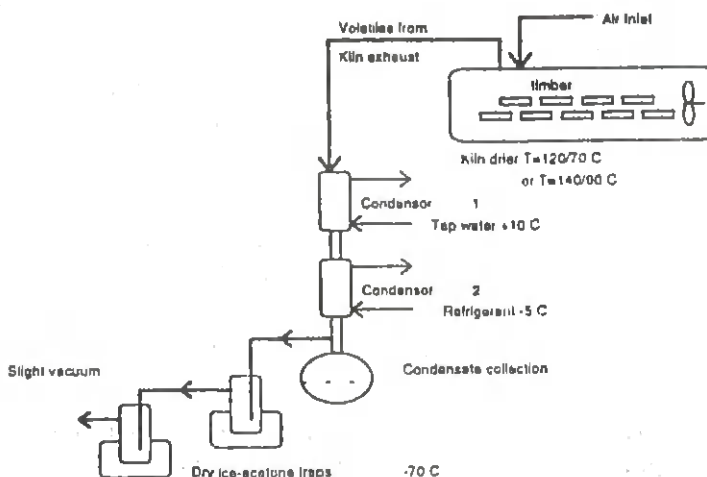 Volatiles from
Air Inlet
Kiln exhaust
timber
Kiln drier T=120/70 C
or T=140/90 C
Condensor 1
Tap water +10 C
Condensor 2
Refrigerant -5 C
Slight vacuum
Condensate collection
Dry ice-acetone traps -70 C